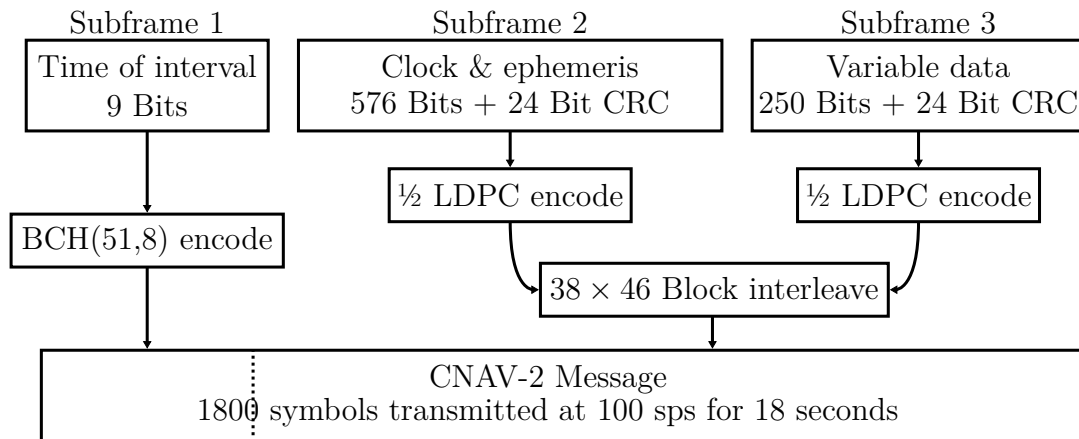 Subframe 1
Time of interval
9 Bits
BCH(51,8) encode
Subframe 2
Clock & ephemeris
576 Bits + 24 Bit CRC
½ LDPC encode
Subframe 3
Variable data
250 Bits + 24 Bit CRC
½ LDPC encode
38 × 46 Block interleave
CNAV-2 Message
1800 symbols transmitted at 100 sps for 18 seconds